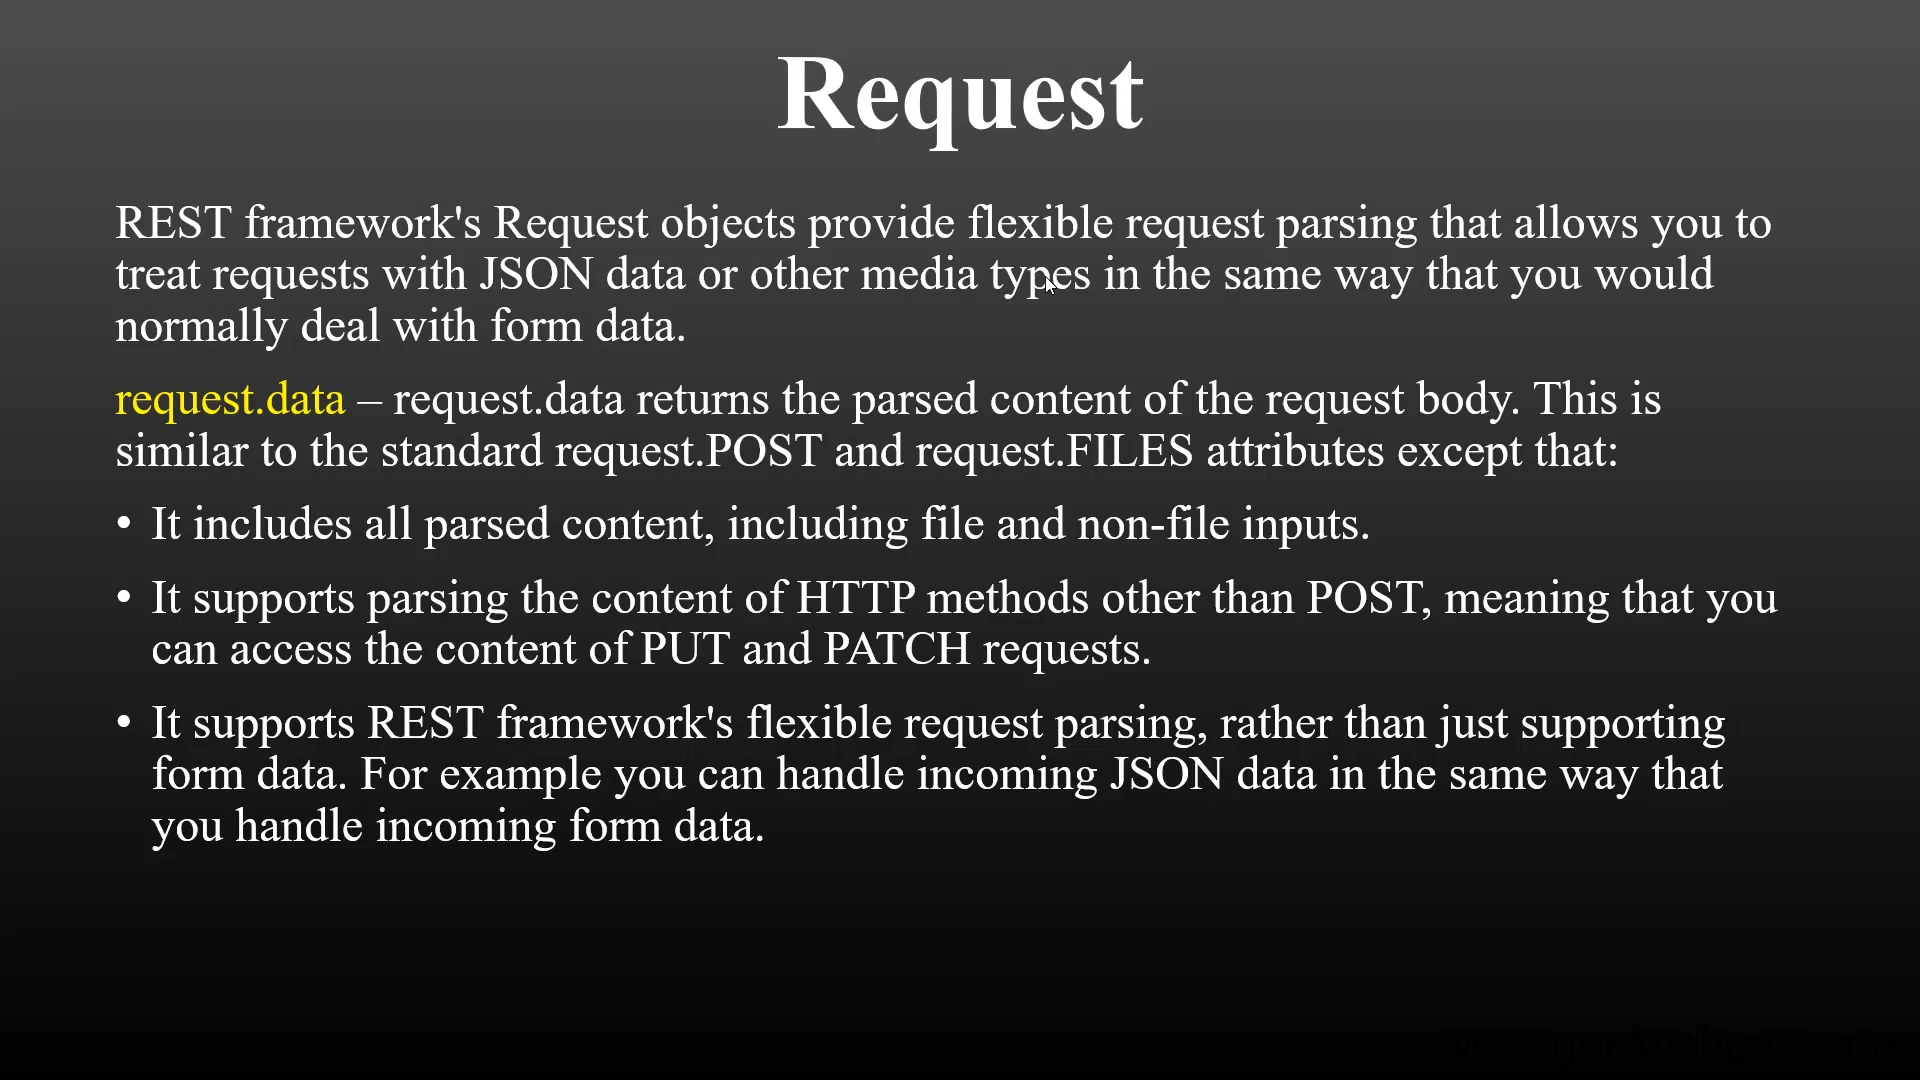 Request
REST framework's Request objects provide flexible request parsing that allows you to
treat requests with JSON data or other media types in the same way that you would
normally deal with form data.
request.data – request.data returns the parsed content of the request body. This is
similar to the standard request.POST and request.FILES attributes except that:
• It includes all parsed content, including file and non-file inputs.
• It supports parsing the content of HTTP methods other than POST, meaning that you
can access the content of PUT and PATCH requests.
• It supports REST framework's flexible request parsing, rather than just supporting
form data. For example you can handle incoming JSON data in the same way that
you handle incoming form data.